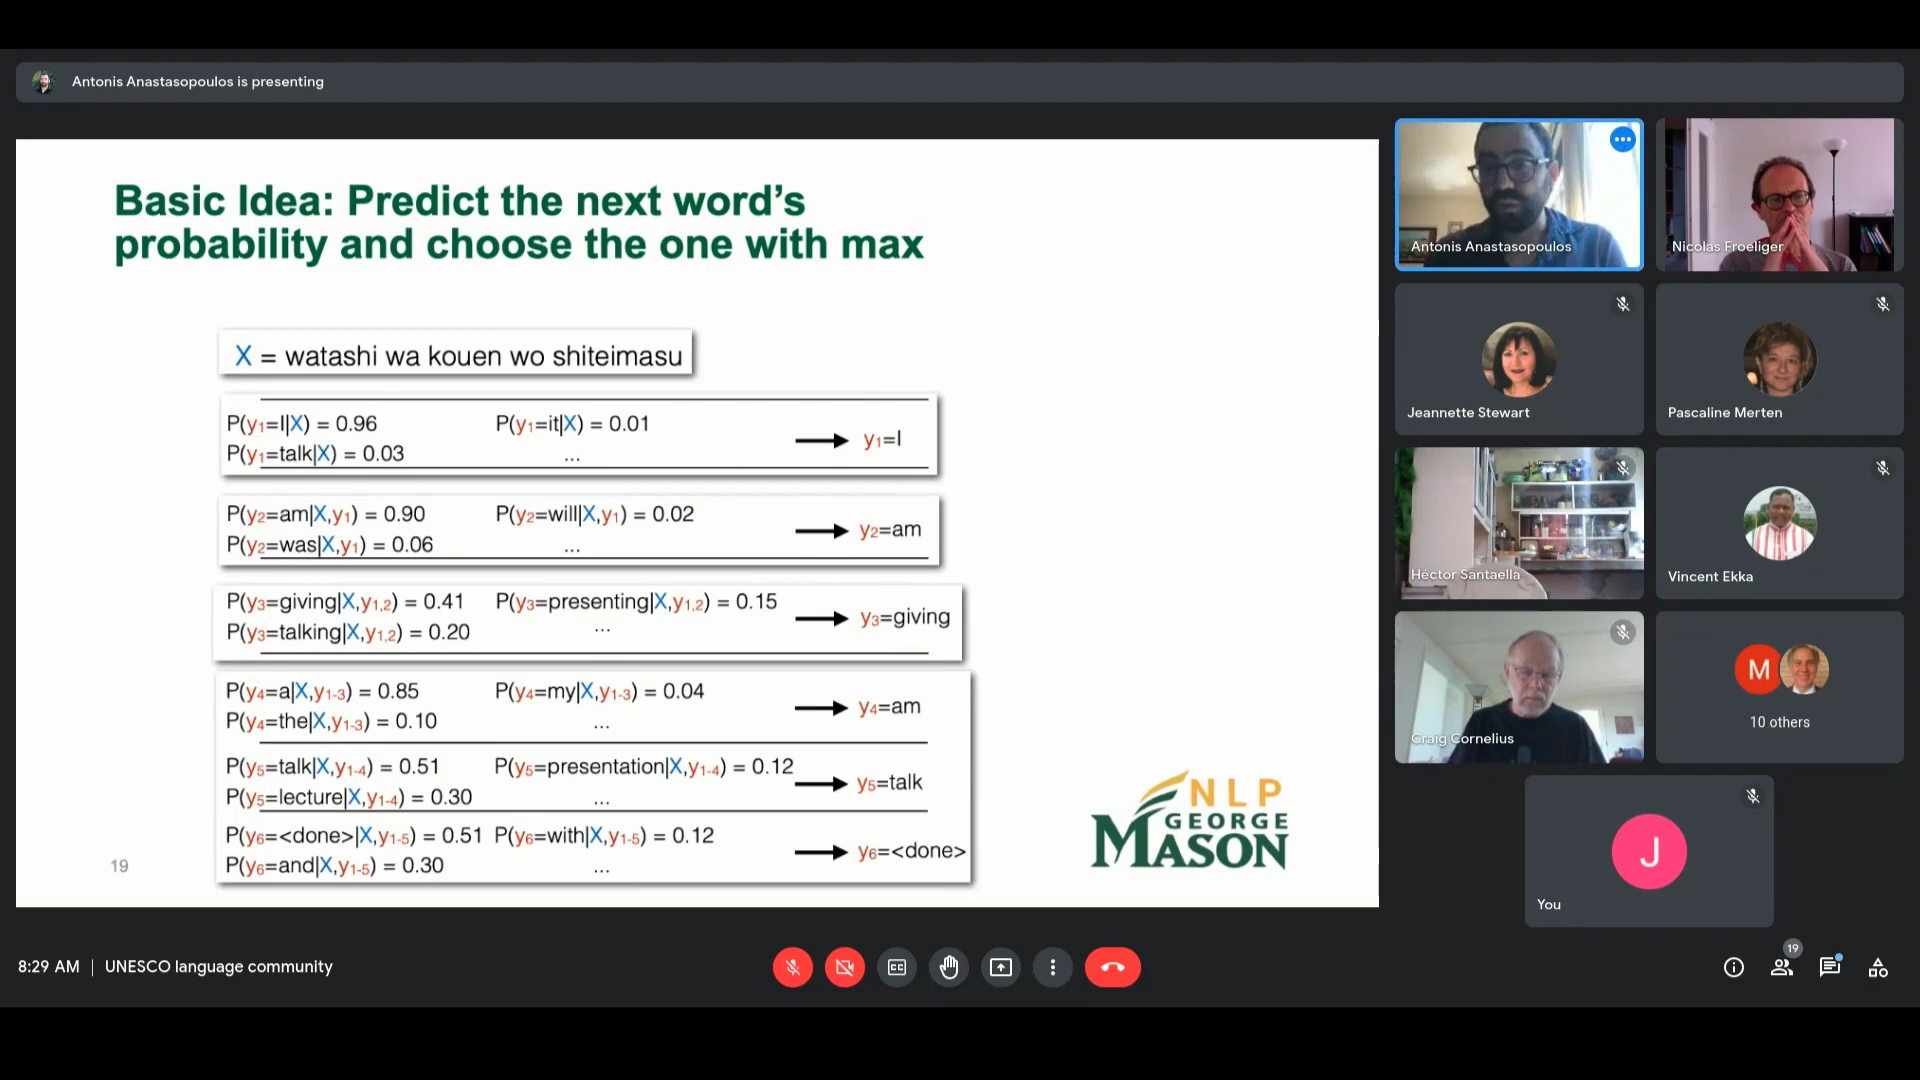 Antonis Anastasopoulos is presenting
Basic Idea: Predict the next word's
probability and choose the one with max
X = watashi wa kouen wo shiteimasu
P(y1=I|X) = 0.96 P(y1=it|X) = 0.01
P(y1=talk|X) = 0.03 ...
y1=I
P(y2=am|X,y1) = 0.90 P(y2=will|X,y1) = 0.02
P(y2=was|X,y1) = 0.06 ...
y2=am
P(y3=giving|X,y1,2) = 0.41 P(y3=presenting|X,y1,2) = 0.15
P(y3=talking|X,y1,2) = 0.20 ...
y3=giving
P(y4=a|X,y1-3) = 0.85 P(y4=my|X,y1-3) = 0.04
P(y4=the|X,y1-3) = 0.10 ...
y4=am
P(y5=talk|X,y1-4) = 0.51 P(y5=presentation|X,y1-4) = 0.12
P(y5=lecture|X,y1-4) = 0.30 ...
y5=talk
P(y6=<done>|X,y1-5) = 0.51 P(y6=with|X,y1-5) = 0.12
P(y6=and|X,y1-5) = 0.30 ...
y6=<done>
19
NLP
GEORGE
MASON
Antonis Anastasopoulos
Nicolas Froeliger
Jeannette Stewart
Pascaline Merten
Héctor Santaella
Vincent Ekka
Craig Cornelius
M
10 others
J
You
8:29 AM | UNESCO language community
CC
19